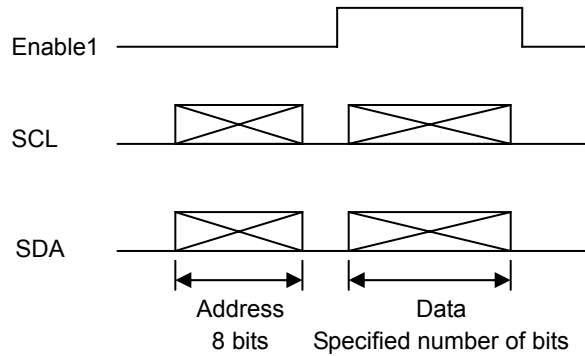 Enable1
SCL
SDA
Address
8 bits
Data
Specified number of bits